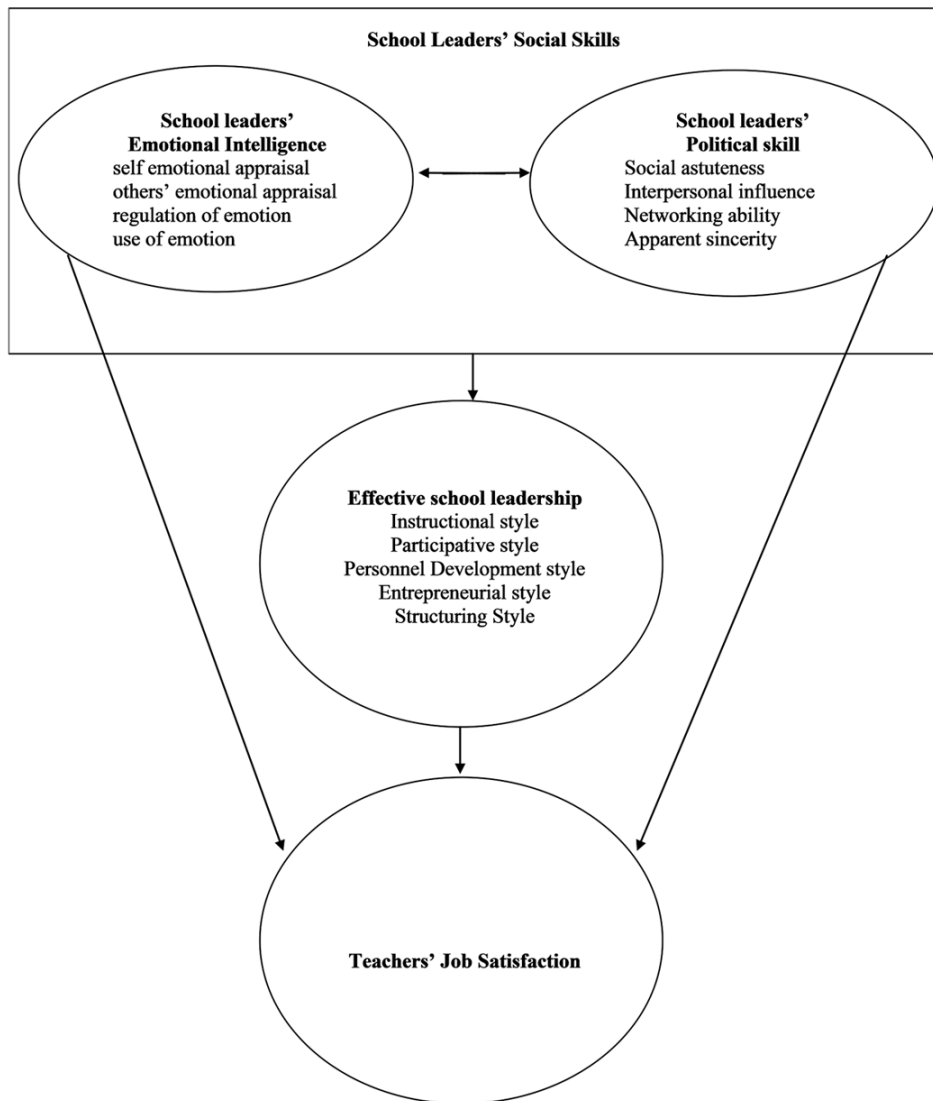 School Leaders’ Social Skills
School leaders’
Emotional Intelligence
self emotional appraisal
others’ emotional appraisal
regulation of emotion
use of emotion
School leaders’
Political skill
Social astuteness
Interpersonal influence
Networking ability
Apparent sincerity
Effective school leadership
Instructional style
Participative style
Personnel Development style
Entrepreneurial style
Structuring Style
Teachers’ Job Satisfaction